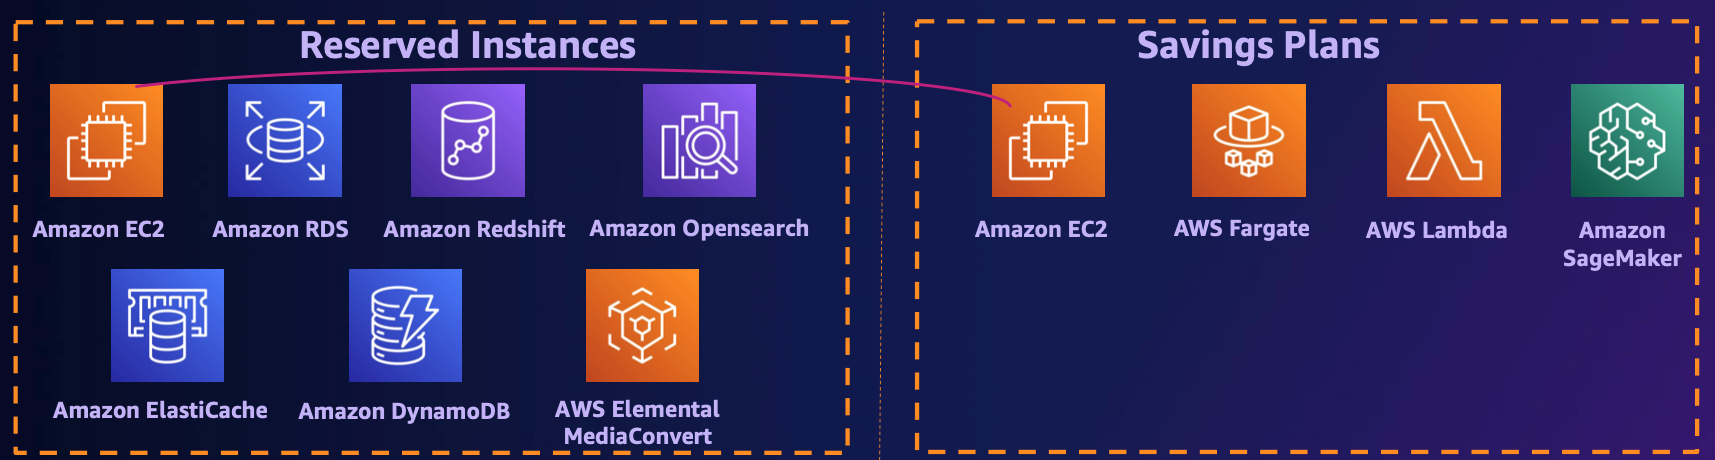 Reserved Instances
Amazon EC2
Amazon RDS
Amazon Redshift
Amazon Opensearch
Amazon ElastiCache
Amazon DynamoDB
AWS Elemental
MediaConvert
Savings Plans
Amazon EC2
AWS Fargate
AWS Lambda
Amazon
SageMaker